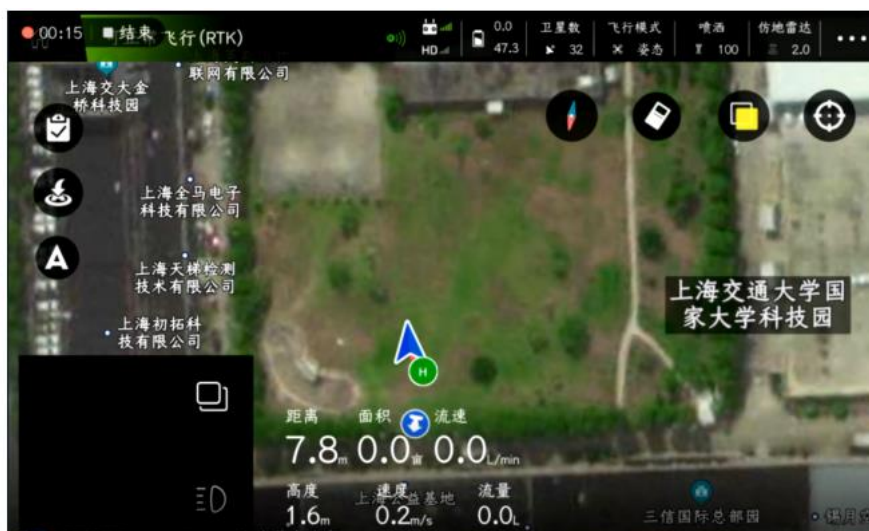 00:15 结束 飞行(RTK)
HD
0.0
47.3
卫星数
32
飞行模式
姿态
喷洒
100
仿地雷达
2.0
联网有限公司
上海交大金
桥科技园
上海全马电子
科技有限公司
上海天梯检测
技术有限公司
上海初拓科
技有限公司
上海交通大学国
家大学科技园
H
距离 面积 流速
7.8m 0.0亩 0.0L/min
高度 速度 流量
1.6m 0.2m/s 0.0L
上海公益基地
三信国际总部园